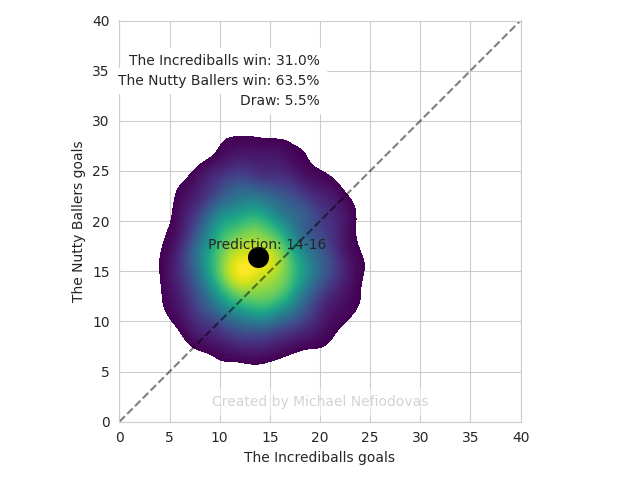 40
35
30
25
20
15
10
5
0
The Nutty Ballers goals
The Incrediballs win: 31.0%
The Nutty Ballers win: 63.5%
Draw: 5.5%
Prediction: 14-16
Created by Michael Nefiodovas
0 5 10 15 20 25 30 35 40
The Incrediballs goals